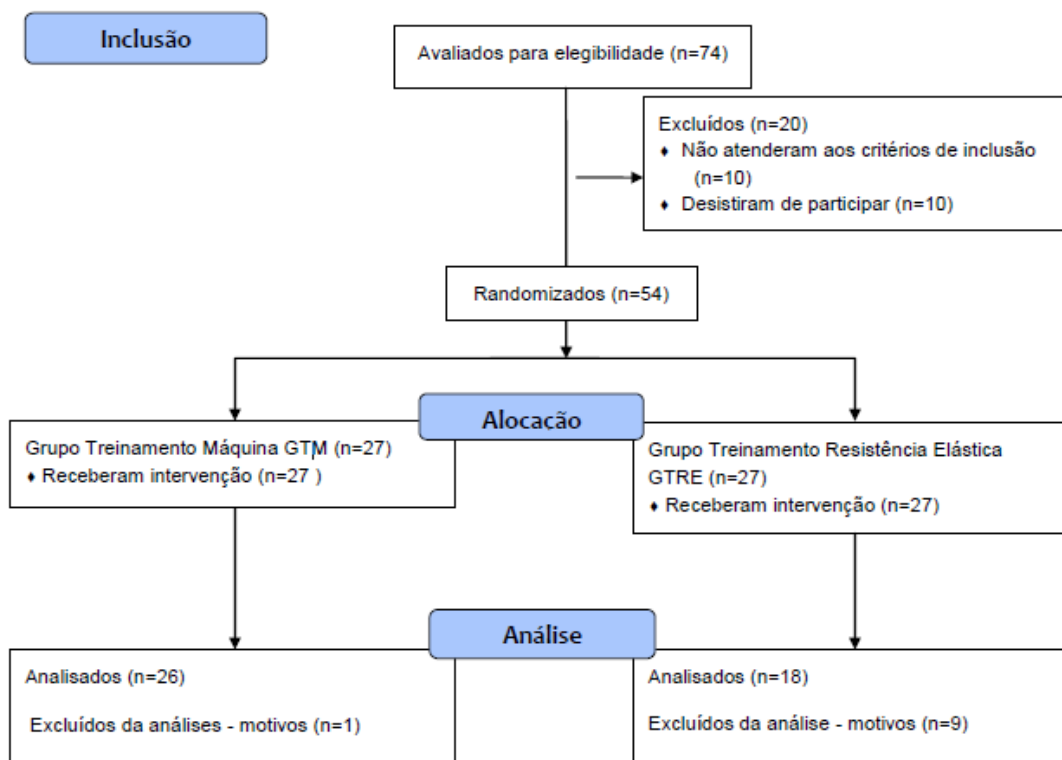 Inclusão
Avaliados para elegibilidade (n=74)
Excluídos (n=20)
♦ Não atenderam aos critérios de inclusão
(n=10)
♦ Desistiram de participar (n=10)
Randomizados (n=54)
Alocação
Grupo Treinamento Máquina GTM (n=27)
♦ Receberam intervenção (n=27 )
Grupo Treinamento Resistência Elástica
GTRE (n=27)
♦ Receberam intervenção (n=27)
Análise
Analisados (n=26)
Excluídos da análises - motivos (n=1)
Analisados (n=18)
Excluídos da análise - motivos (n=9)